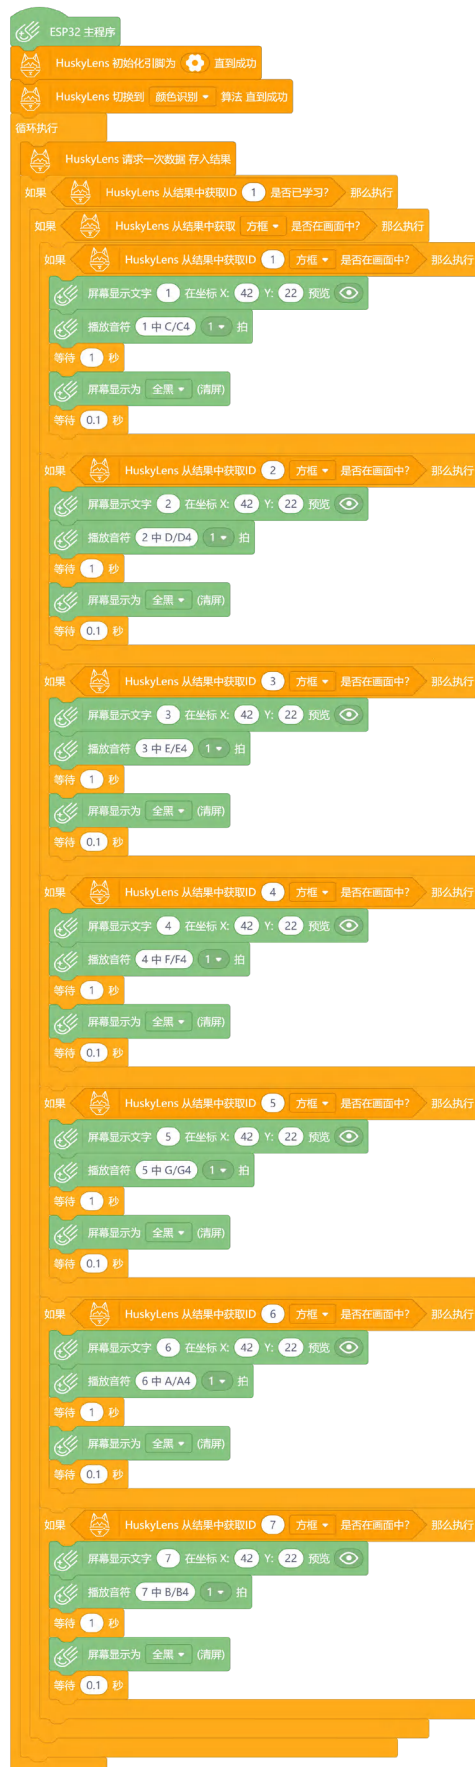 ESP32 主程序
HuskyLens 初始化引脚为 直到成功
HuskyLens 切换到 颜色识别 算法 直到成功
循环执行
HuskyLens 请求一次数据 存入结果
如果 HuskyLens 从结果中获取ID 1 是否已学习? 那么执行
如果 HuskyLens 从结果中获取 方框 是否在画面中? 那么执行
如果 HuskyLens 从结果中获取ID 1 方框 是否在画面中? 那么执行
屏幕显示文字 1 在坐标 X: 42 Y: 22 预览
播放音符 1 中 C/C4 1 拍
等待 1 秒
屏幕显示为 全黑 (清屏)
等待 0.1 秒
如果 HuskyLens 从结果中获取ID 2 方框 是否在画面中? 那么执行
屏幕显示文字 2 在坐标 X: 42 Y: 22 预览
播放音符 2 中 D/D4 1 拍
等待 1 秒
屏幕显示为 全黑 (清屏)
等待 0.1 秒
如果 HuskyLens 从结果中获取ID 3 方框 是否在画面中? 那么执行
屏幕显示文字 3 在坐标 X: 42 Y: 22 预览
播放音符 3 中 E/E4 1 拍
等待 1 秒
屏幕显示为 全黑 (清屏)
等待 0.1 秒
如果 HuskyLens 从结果中获取ID 4 方框 是否在画面中? 那么执行
屏幕显示文字 4 在坐标 X: 42 Y: 22 预览
播放音符 4 中 F/F4 1 拍
等待 1 秒
屏幕显示为 全黑 (清屏)
等待 0.1 秒
如果 HuskyLens 从结果中获取ID 5 方框 是否在画面中? 那么执行
屏幕显示文字 5 在坐标 X: 42 Y: 22 预览
播放音符 5 中 G/G4 1 拍
等待 1 秒
屏幕显示为 全黑 (清屏)
等待 0.1 秒
如果 HuskyLens 从结果中获取ID 6 方框 是否在画面中? 那么执行
屏幕显示文字 6 在坐标 X: 42 Y: 22 预览
播放音符 6 中 A/A4 1 拍
等待 1 秒
屏幕显示为 全黑 (清屏)
等待 0.1 秒
如果 HuskyLens 从结果中获取ID 7 方框 是否在画面中? 那么执行
屏幕显示文字 7 在坐标 X: 42 Y: 22 预览
播放音符 7 中 B/B4 1 拍
等待 1 秒
屏幕显示为 全黑 (清屏)
等待 0.1 秒